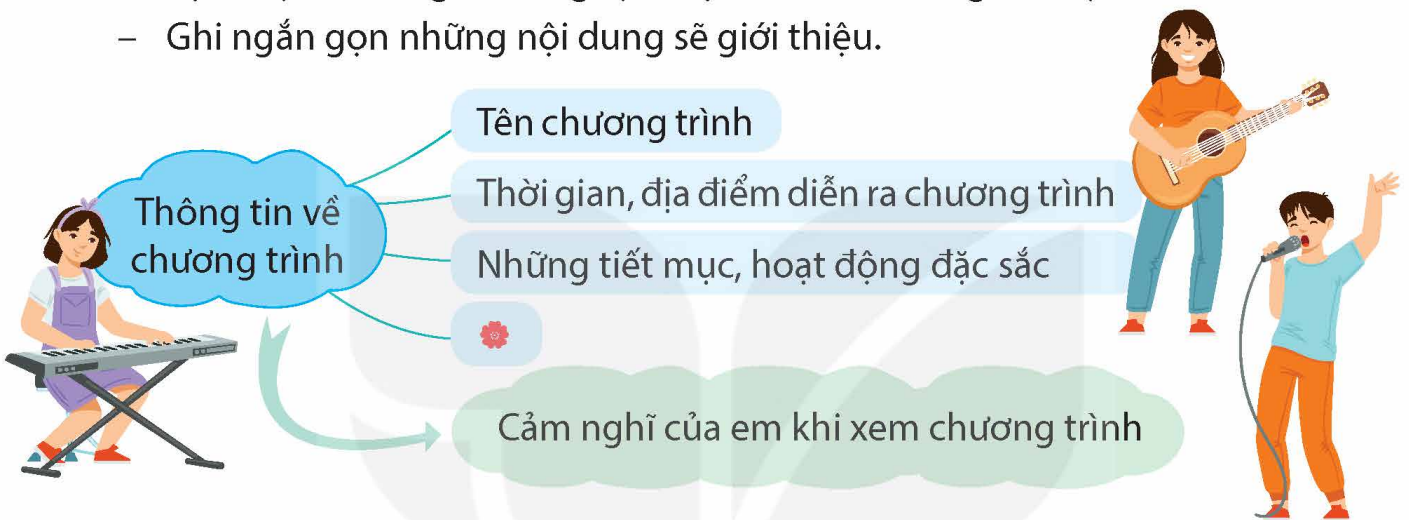 – Ghi ngắn gọn những nội dung sẽ giới thiệu.
Tên chương trình
Thời gian, địa điểm diễn ra chương trình
Thông tin về
chương trình
Những tiết mục, hoạt động đặc sắc
Cảm nghĩ của em khi xem chương trình